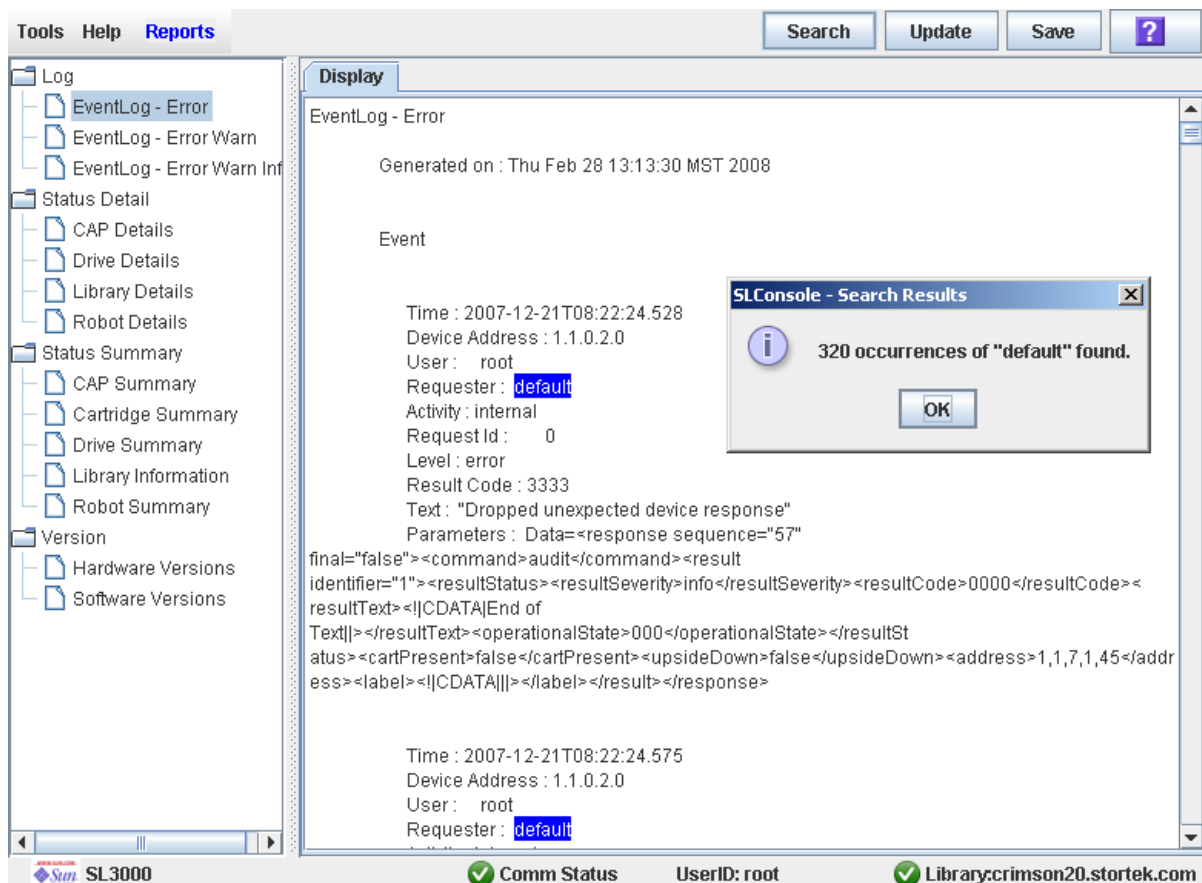 Tools Help Reports
Search Update Save ?
Log
EventLog - Error
EventLog - Error Warn
EventLog - Error Warn Inf
Status Detail
CAP Details
Drive Details
Library Details
Robot Details
Status Summary
CAP Summary
Cartridge Summary
Drive Summary
Library Information
Robot Summary
Version
Hardware Versions
Software Versions
Display
EventLog - Error
Generated on : Thu Feb 28 13:13:30 MST 2008
Event
Time : 2007-12-21T08:22:24.528
Device Address : 1.1.0.2.0
User : root
Requester : default
Activity : internal
Request Id : 0
Level : error
Result Code : 3333
Text : "Dropped unexpected device response"
Parameters : Data=<response sequence="57"
final="false"><command>audit</command><result
identifier="1"><resultStatus><resultSeverity>info</resultSeverity><resultCode>0000</resultCode><
resultText><!|CDATA|End of
Text||></resultText><operationalState>000</operationalState></resultSt
atus><cartPresent>false</cartPresent><upsideDown>false</upsideDown><address>1,1,7,1,45</addr
ess><label><!|CDATA|||></label></result></response>
Time : 2007-12-21T08:22:24.575
Device Address : 1.1.0.2.0
User : root
Requester : default
SLConsole - Search Results
320 occurrences of "default" found.
OK
Sun SL3000
Comm Status
UserID: root
Library:crimson20.stortek.com